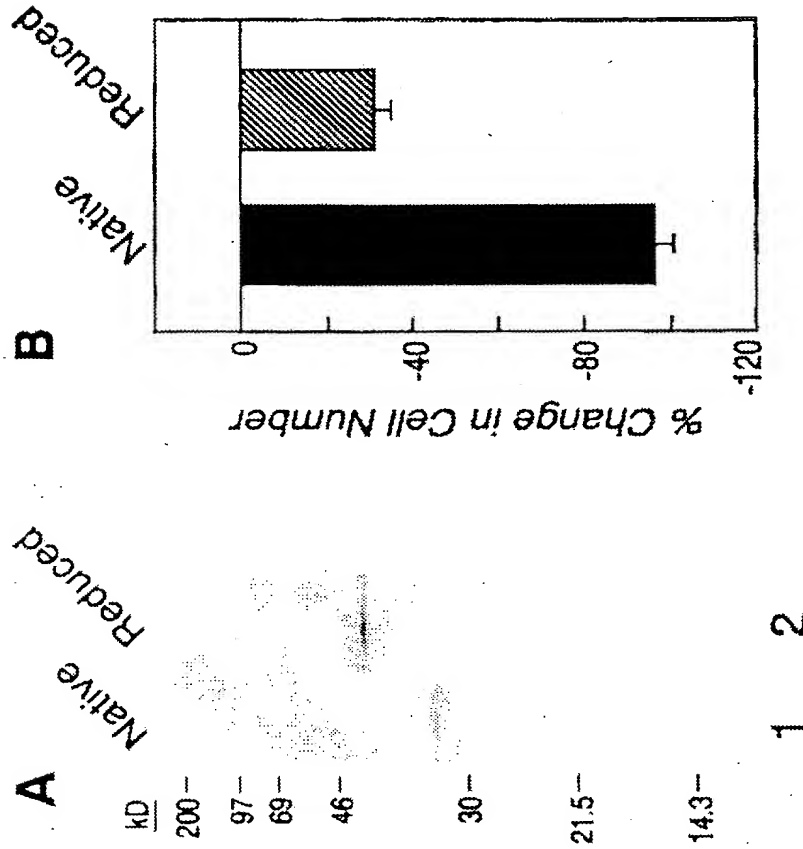 A
Native
Reduced
kD
200
97
69
46
30
21.5
14.3
1 2
B
Native
Reduced
% Change in Cell Number
0
-40
-80
-120